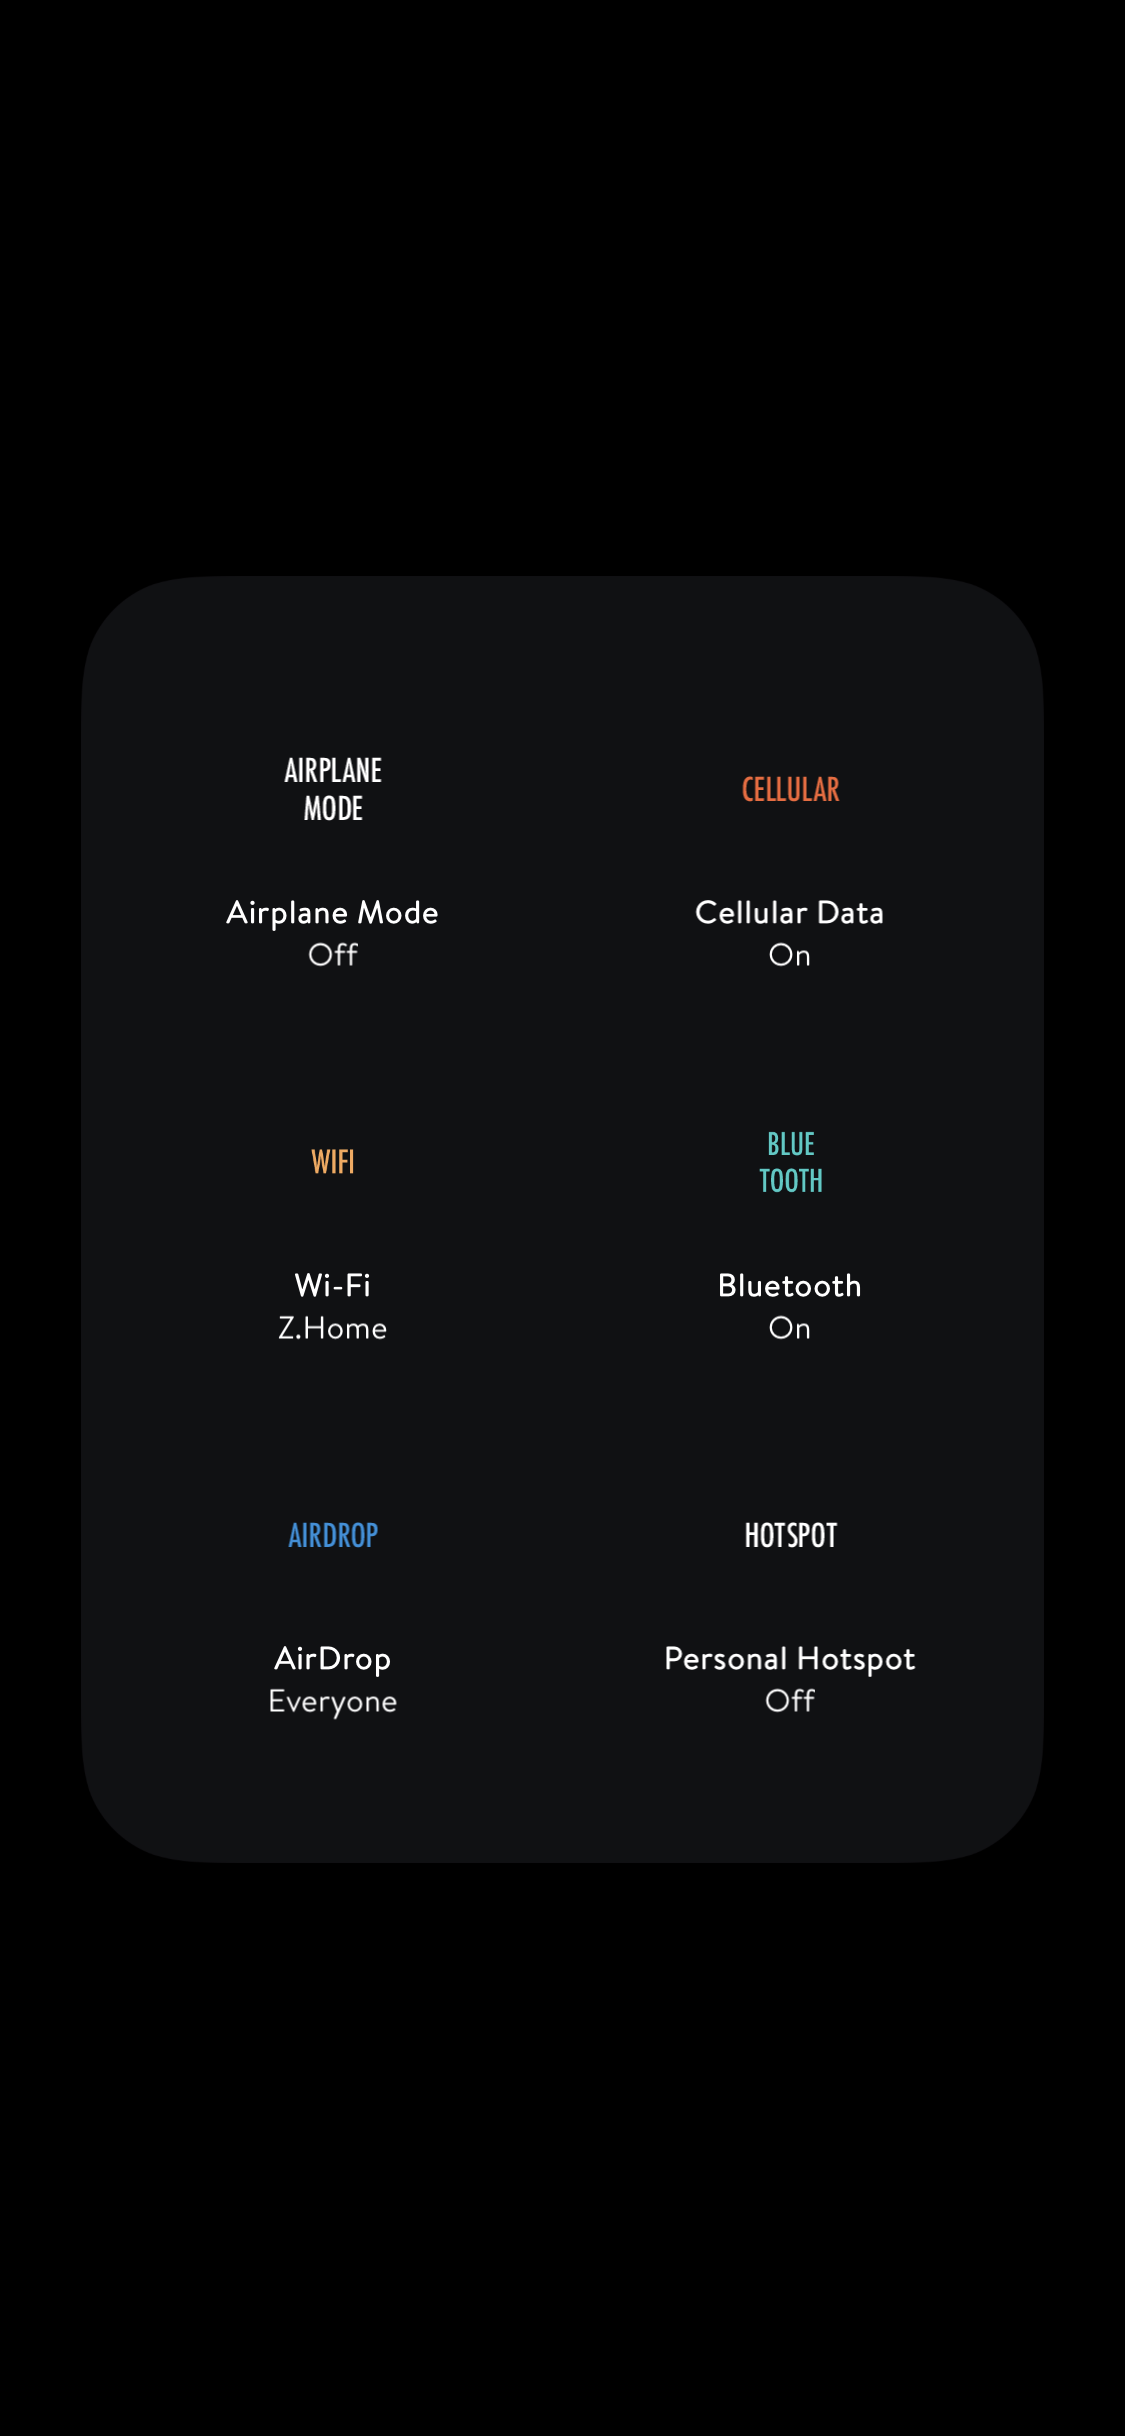 AIRPLANE
MODE
Airplane Mode
Off
CELLULAR
Cellular Data
On
WIFI
Wi-Fi
Z.Home
BLUE
TOOTH
Bluetooth
On
AIRDROP
AirDrop
Everyone
HOTSPOT
Personal Hotspot
Off